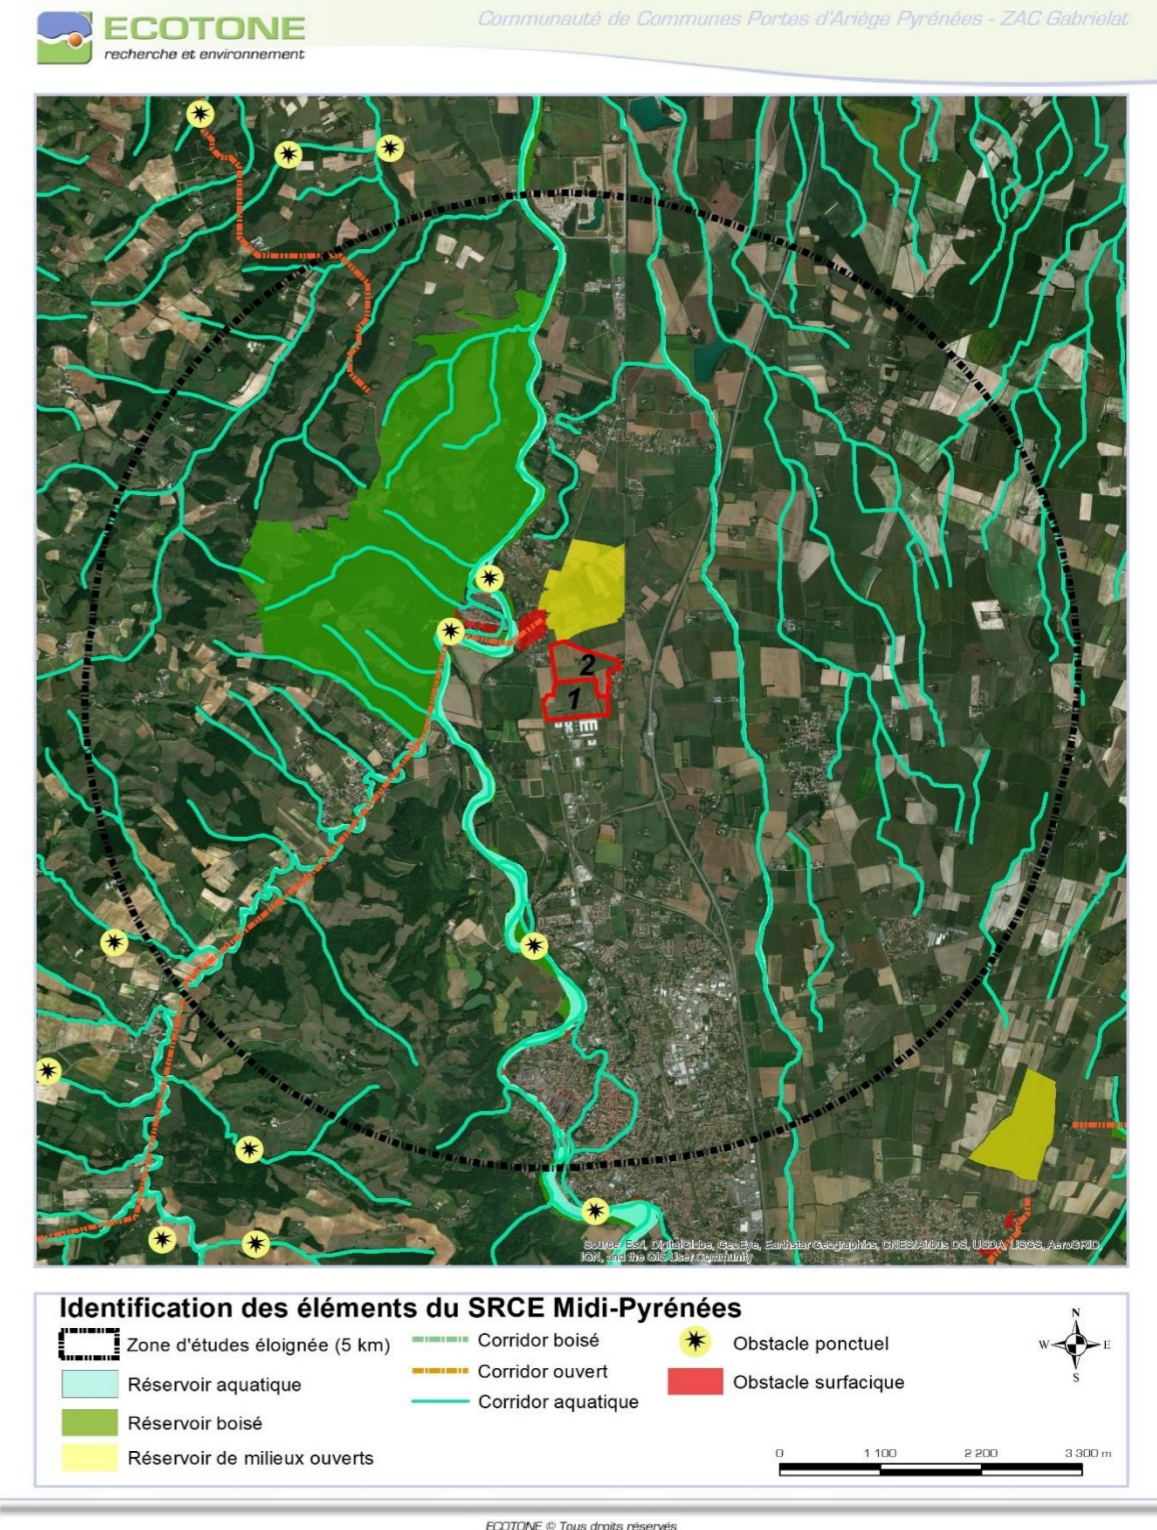 ECOTONE
recherche et environnement
Communauté de Communes Portes d'Ariège Pyrénées - ZAC Gabrielat
2
1
Source: Esri, DigitalGlobe, GeoEye, Earthstar Geographics, CNES/Airbus DS, USDA, USGS, AeroGRID,
IGN, and the GIS User Community
Identification des éléments du SRCE Midi-Pyrénées
Zone d'études éloignée (5 km)
Réservoir aquatique
Réservoir boisé
Réservoir de milieux ouverts
Corridor boisé
Corridor ouvert
Corridor aquatique
Obstacle ponctuel
Obstacle surfacique
N
W E
S
0 1 100 2 200 3 300 m
ECOTONE © Tous droits réservés